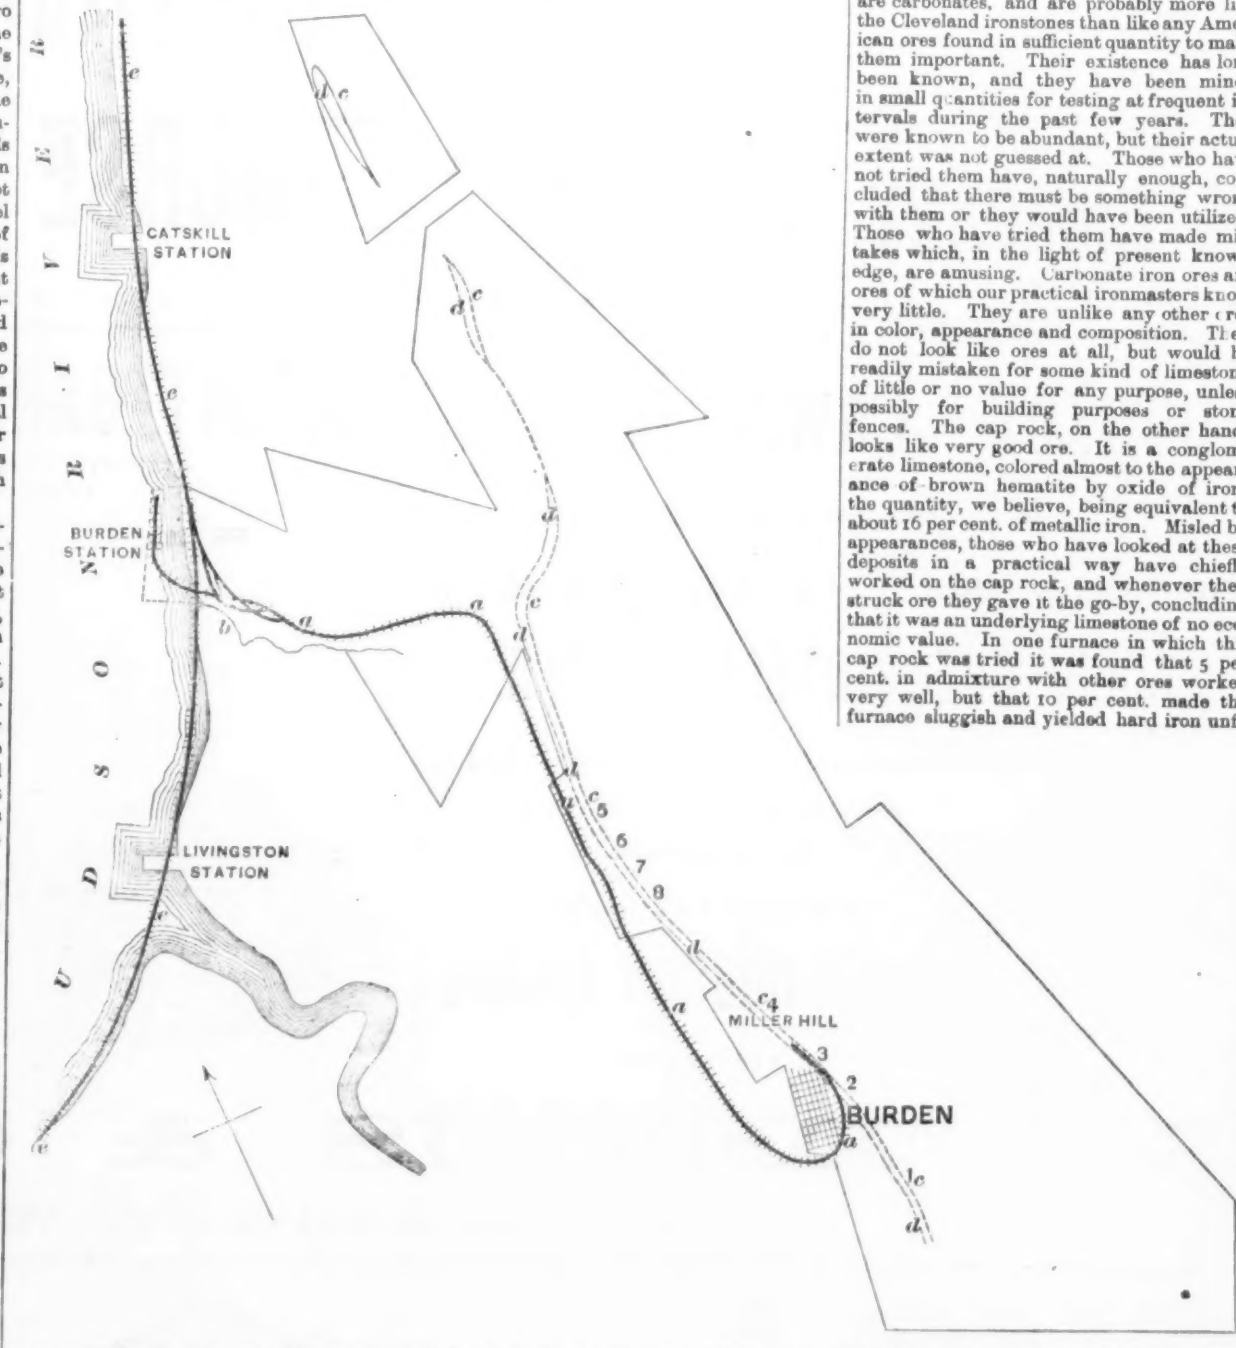 are carbonates, and are probably more li
the Cleveland ironstones than like any Ame
ican ores found in sufficient quantity to ma
them important. Their existence has lon
been known, and they have been mine
in small quantities for testing at frequent i
tervals during the past few years. The
were known to be abundant, but their actu
extent was not guessed at. Those who hav
not tried them have, naturally enough, co
cluded that there must be something wron
with them or they would have been utilize
Those who have tried them have made mi
takes which, in the light of present know
edge, are amusing. Carbonate iron ores a
ores of which our practical ironmasters kno
very little. They are unlike any other ore
in color, appearance and composition. The
do not look like ores at all, but would b
readily mistaken for some kind of limeston
of little or no value for any purpose, unle
possibly for building purposes or ston
fences. The cap rock, on the other hand
looks like very good ore. It is a conglom
erate limestone, colored almost to the appear
ance of brown hematite by oxide of iron
the quantity, we believe, being equivalent t
about 16 per cent. of metallic iron. Misled b
appearances, those who have looked at thes
deposits in a practical way have chiefl
worked on the cap rock, and whenever the
struck ore they gave it the go-by, concludin
that it was an underlying limestone of no eco
nomic value. In one furnace in which th
cap rock was tried it was found that 5 pe
cent. in admixture with other ores worke
very well, but that 10 per cent. made th
furnace sluggish and yielded hard iron unf
HUDSON RIVER
CATSKILL
STATION
BURDEN
STATION
LIVINGSTON
STATION
MILLER HILL
BURDEN
e
e
e
e
d c
c
d
d
c
d
a
a
b
d
a
c
5
6
7
8
d
c 4
a
3
2
a
1 c
d